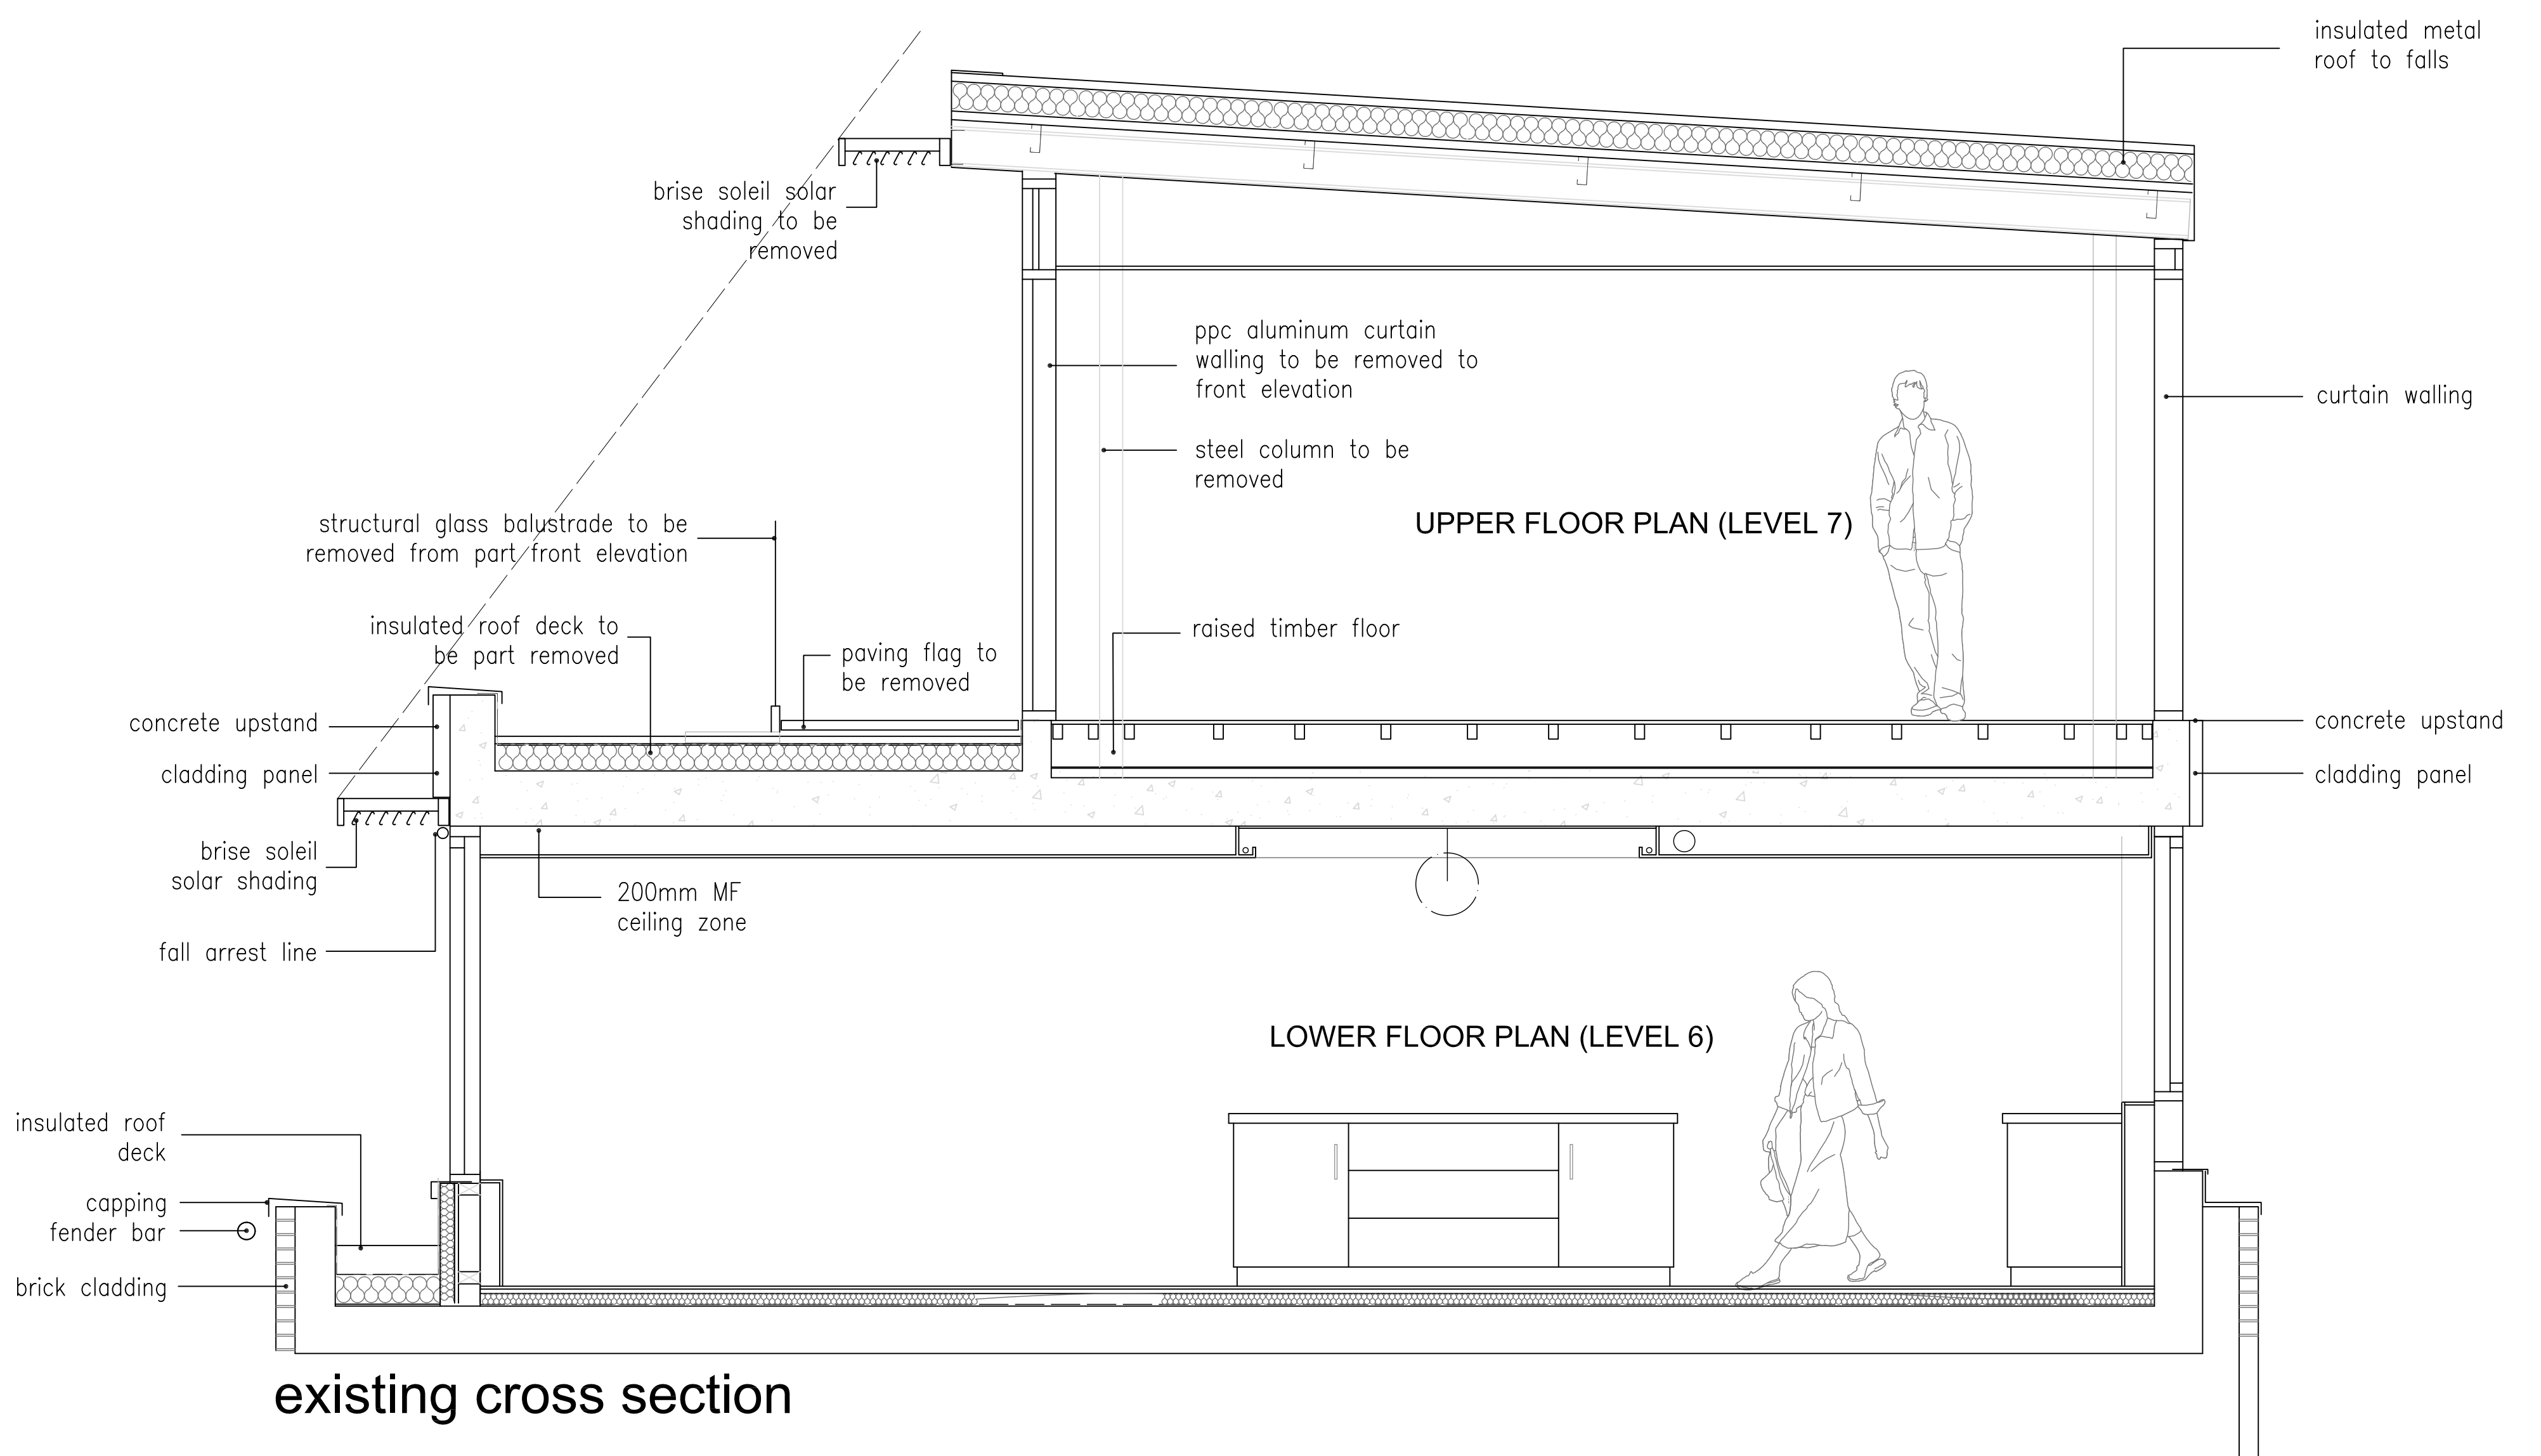 insulated metal
roof to falls
brise soleil solar
shading to be
removed
ppc aluminum curtain
walling to be removed to
front elevation
curtain walling
steel column to be
removed
structural glass balustrade to be
removed from part front elevation
UPPER FLOOR PLAN (LEVEL 7)
insulated roof deck to
be part removed
paving flag to
be removed
raised timber floor
concrete upstand
cladding panel
concrete upstand
cladding panel
brise soleil
solar shading
200mm MF
ceiling zone
fall arrest line
LOWER FLOOR PLAN (LEVEL 6)
insulated roof
deck
capping
fender bar
brick cladding
existing cross section